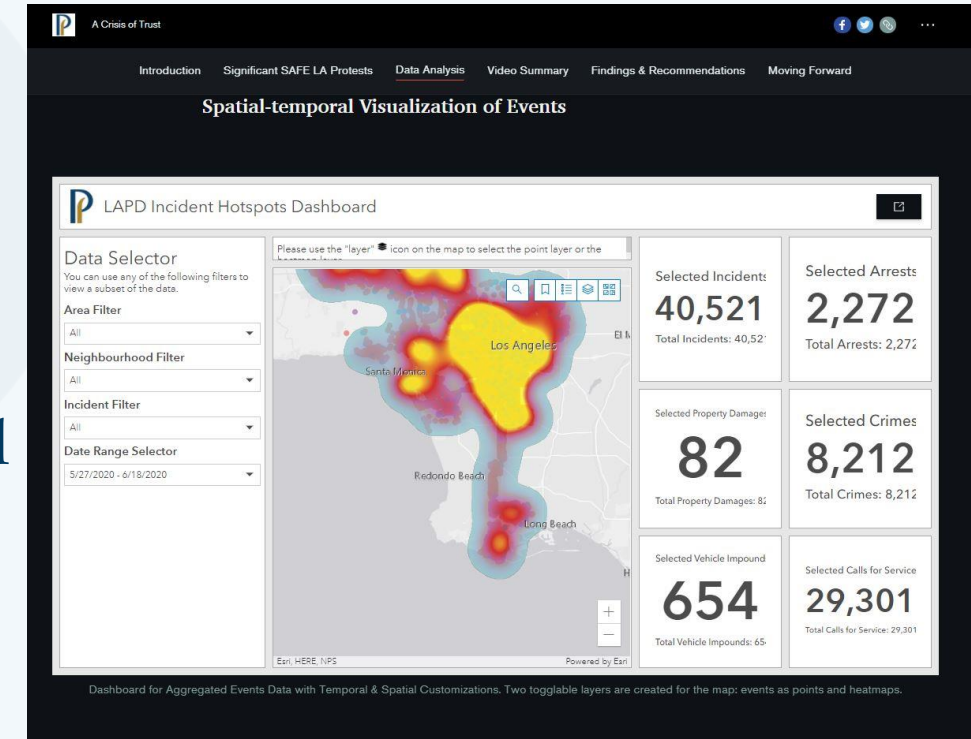 A Crisis of Trust
Introduction Significant SAFE LA Protests Data Analysis Video Summary Findings & Recommendations Moving Forward
Spatial-temporal Visualization of Events
LAPD Incident Hotspots Dashboard
Data Selector
You can use any of the following filters to
view a subset of the data.
Area Filter
All
Neighbourhood Filter
All
Incident Filter
All
Date Range Selector
5/27/2020 - 6/18/2020
Please use the "layer" icon on the map to select the point layer or the
Los Angeles
El M
Santa Monica
Redondo Beach
Long Beach
H
+
−
Esri, HERE, NPS
Powered by Esri
Selected Incidents
40,521
Total Incidents: 40,52
Selected Arrests
2,272
Total Arrests: 2,272
Selected Property Damages
82
Total Property Damages: 82
Selected Crimes
8,212
Total Crimes: 8,212
Selected Vehicle Impound
654
Total Vehicle Impounds: 65
Selected Calls for Service
29,301
Total Calls for Service: 29,301
Dashboard for Aggregated Events Data with Temporal & Spatial Customizations. Two togglable layers are created for the map: events as points and heatmaps.